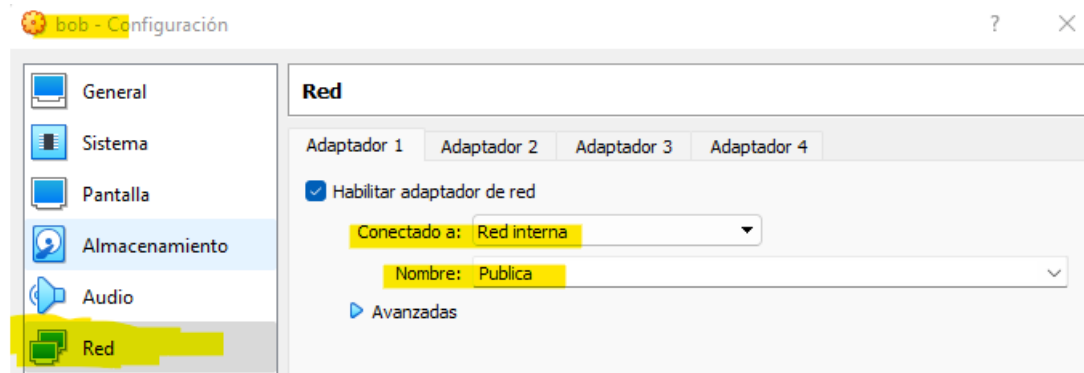 bob - Configuración ?
General
Sistema
Pantalla
Almacenamiento
Audio
Red
Red
Adaptador 1 Adaptador 2 Adaptador 3 Adaptador 4
Habilitar adaptador de red
Conectado a: Red interna
Nombre: Publica
Avanzadas